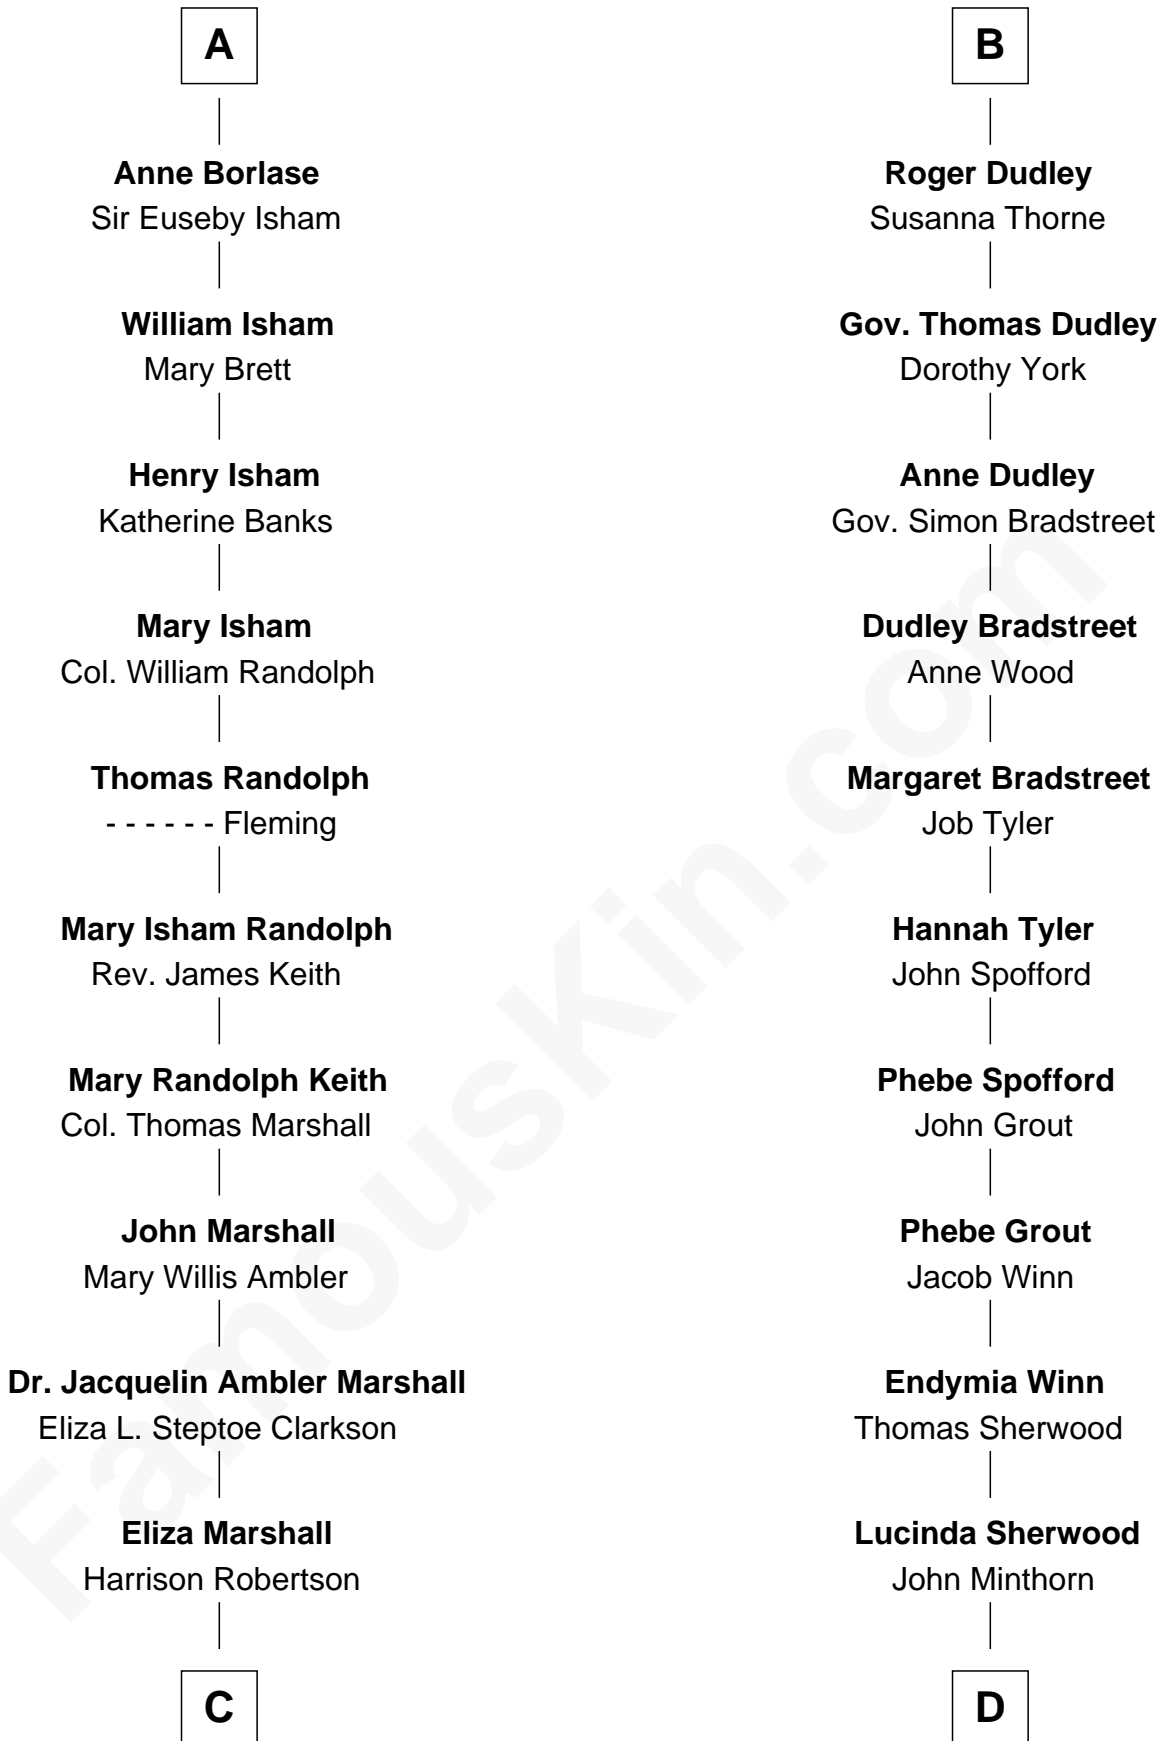 A
Anne Borlase
Sir Euseby Isham
William Isham
Mary Brett
Henry Isham
Katherine Banks
Mary Isham
Col. William Randolph
Thomas Randolph
- - - - - - Fleming
Mary Isham Randolph
Rev. James Keith
Mary Randolph Keith
Col. Thomas Marshall
John Marshall
Mary Willis Ambler
Dr. Jacquelin Ambler Marshall
Eliza L. Steptoe Clarkson
Eliza Marshall
Harrison Robertson
C
B
Roger Dudley
Susanna Thorne
Gov. Thomas Dudley
Dorothy York
Anne Dudley
Gov. Simon Bradstreet
Dudley Bradstreet
Anne Wood
Margaret Bradstreet
Job Tyler
Hannah Tyler
John Spofford
Phebe Spofford
John Grout
Phebe Grout
Jacob Winn
Endymia Winn
Thomas Sherwood
Lucinda Sherwood
John Minthorn
D
FamousKin.com